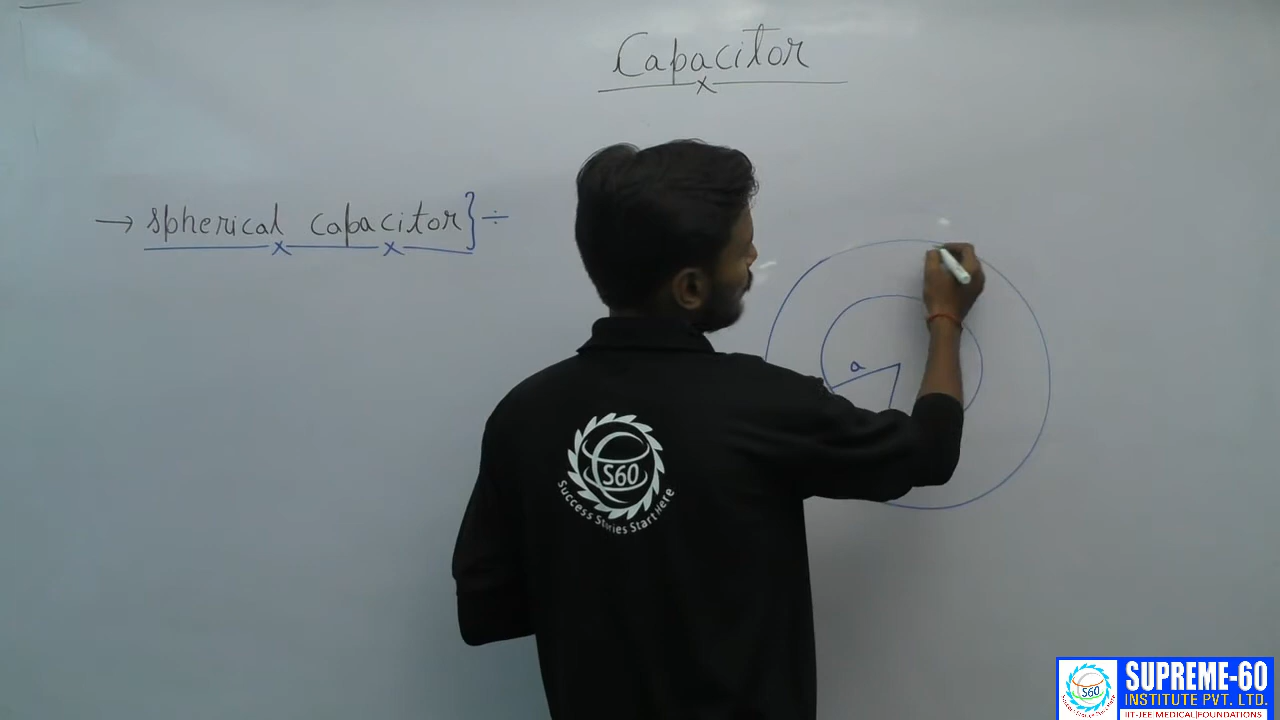 Capacitor
→ spherical capacitor} ÷
a
S60
Success Stories Start Here
S60
SUPREME-60
INSTITUTE PVT. LTD.
IIT-JEE MEDICAL|FOUNDATIONS